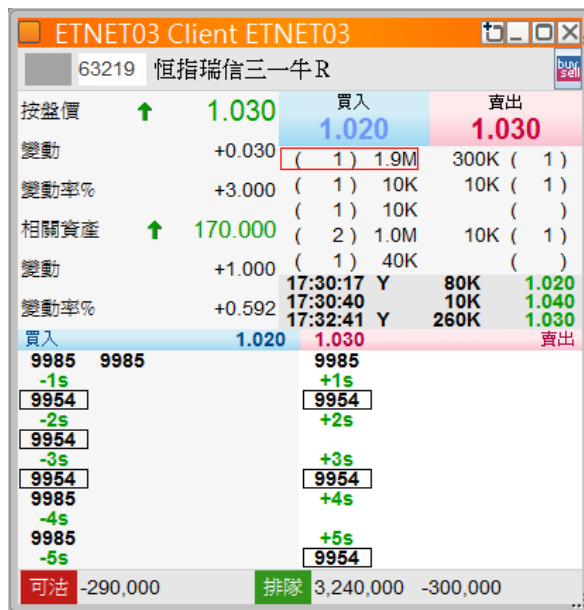 ETNET03 Client ETNET03
63219 恒指瑞信三一牛R
buy sell
按盤價 ↑ 1.030
買入 1.020
賣出 1.030
變動 +0.030
( 1 ) 1.9M 300K ( 1 )
變動率% +3.000
( 1 ) 10K 10K ( 1 )
( 1 ) 10K ( )
相關資產 ↑ 170.000
( 2 ) 1.0M 10K ( 1 )
變動 +1.000
( 1 ) 40K ( )
17:30:17 Y 80K 1.020
變動率% +0.592
17:30:40 10K 1.040
17:32:41 Y 260K 1.030
買入 1.020 1.030 賣出
9985 9985 9985
-1s +1s
9954 9954
-2s +2s
9954
-3s +3s
9954 9954
9985 +4s
-4s
9985 +5s
-5s 9954
可沽 -290,000 排隊 3,240,000 -300,000